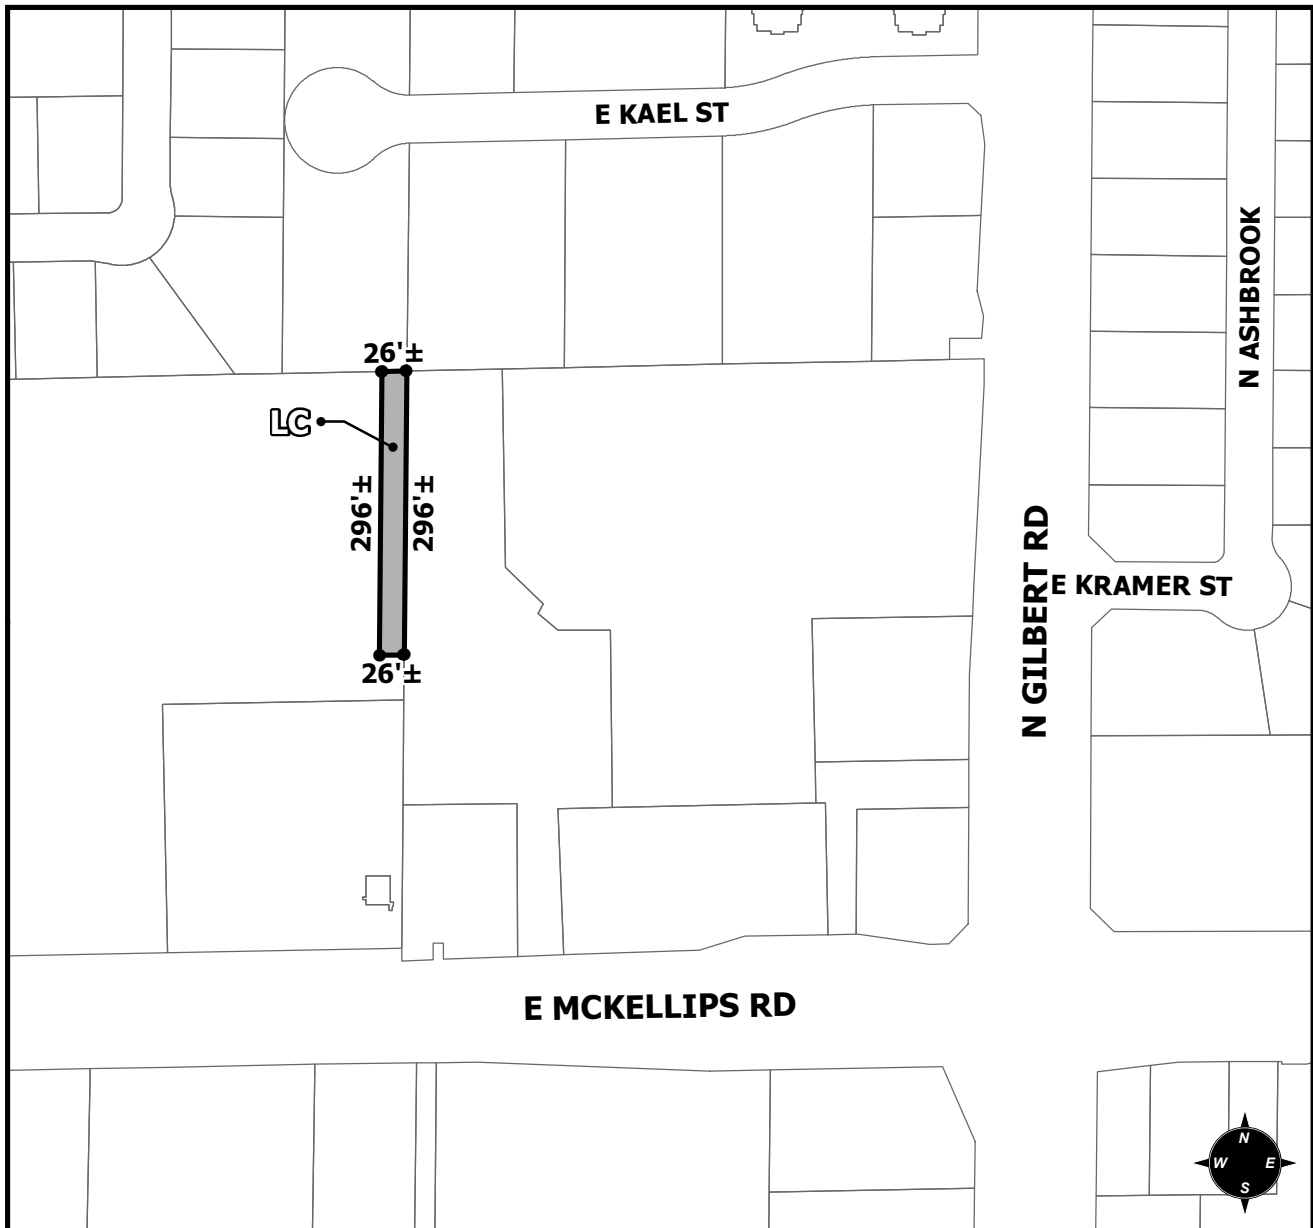 E KAEL ST
N ASHBROOK
26'±
LC
296'±
296'±
N GILBERT RD
E KRAMER ST
26'±
E MCKELLIPS RD
N
W E
S